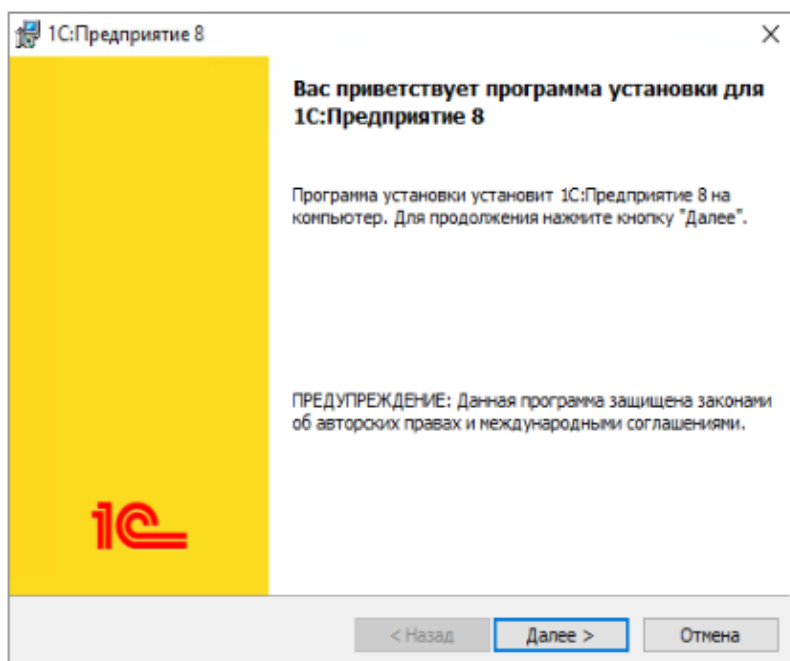 1С:Предприятие 8
Вас приветствует программа установки для
1С:Предприятие 8
Программа установки установит 1С:Предприятие 8 на
компьютер. Для продолжения нажмите кнопку "Далее".
ПРЕДУПРЕЖДЕНИЕ: Данная программа защищена законами
об авторских правах и международными соглашениями.
1С
< Назад
Далее >
Отмена